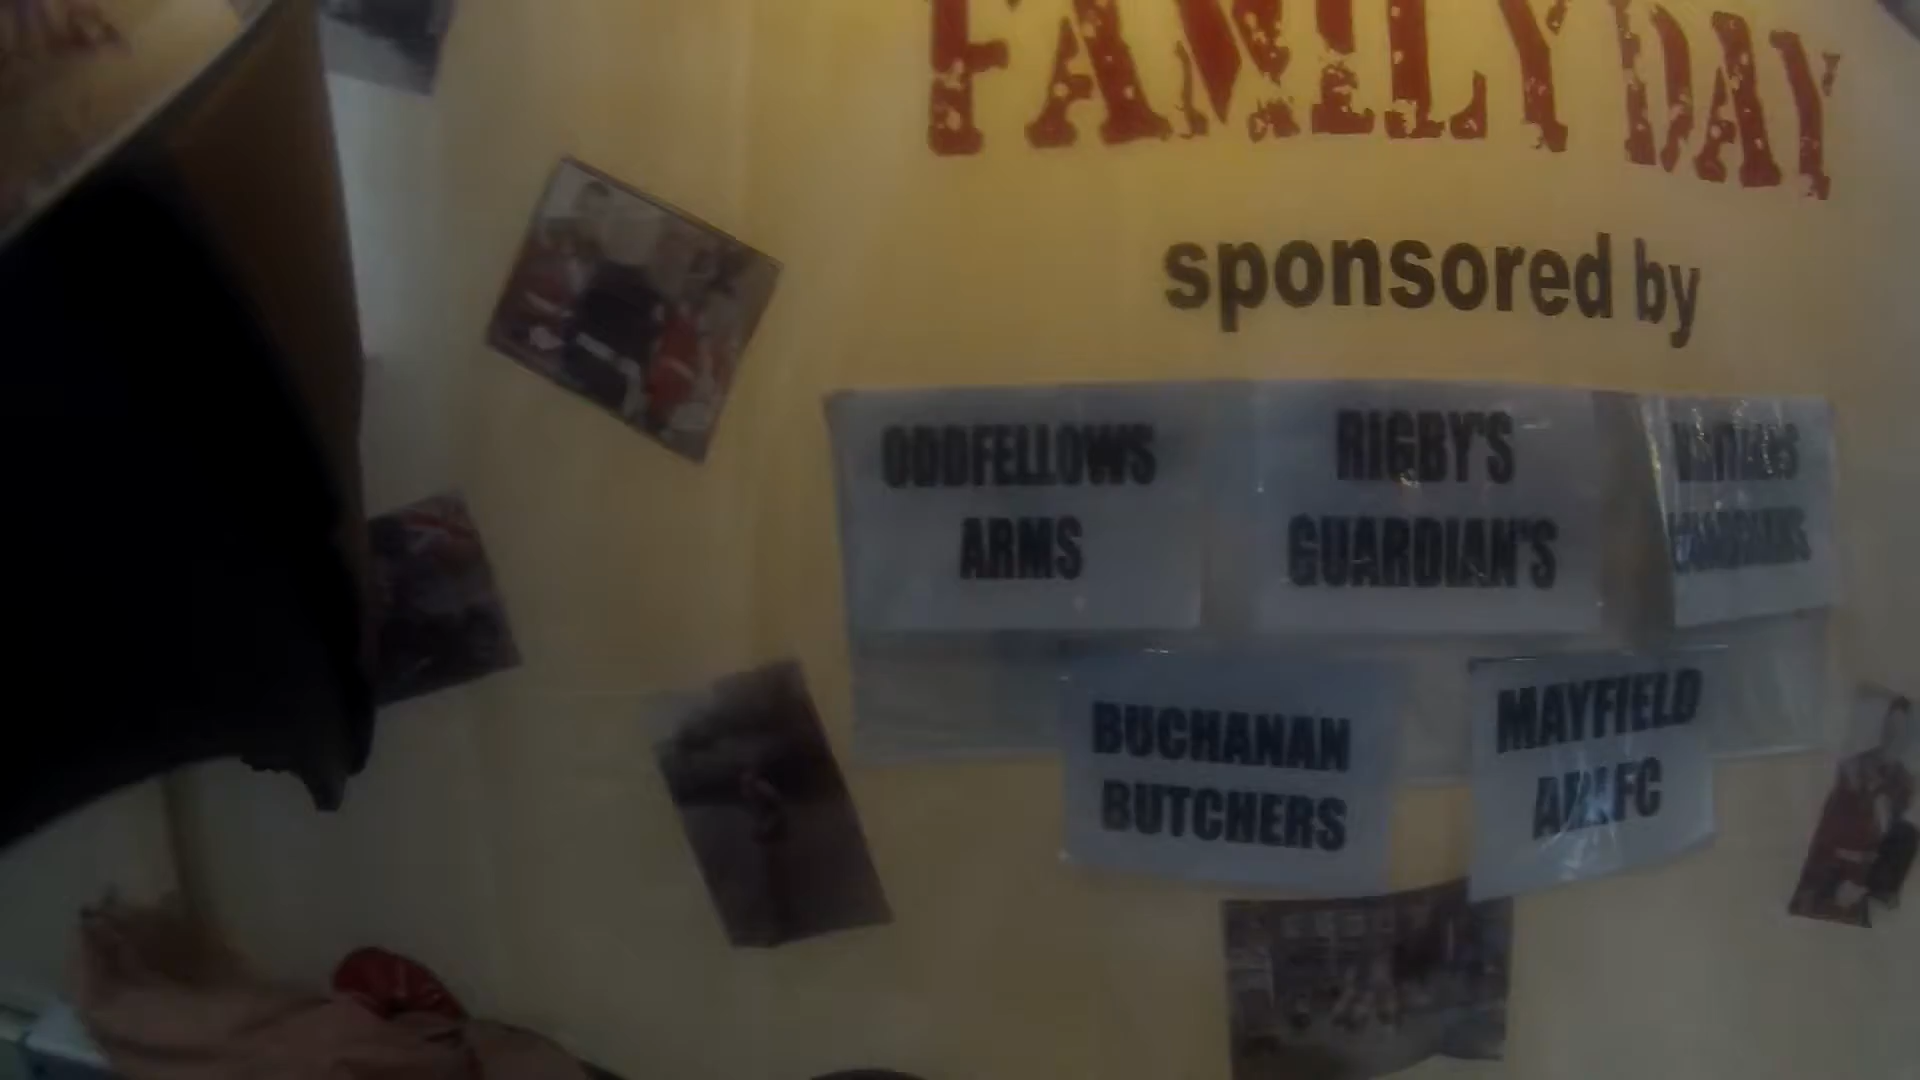 FAMILY DAY
sponsored by
ODDFELLOWS
ARMS
RIGBY'S
GUARDIAN'S
BUCHANAN
BUTCHERS
MAYFIELD